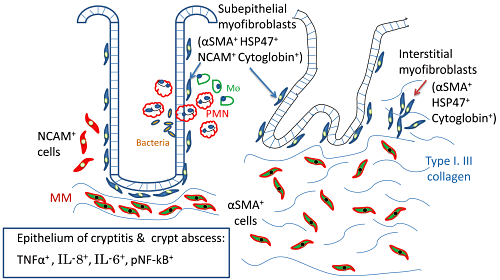 Subepithelial
myofibroblasts
(αSMA⁺ HSP47⁺
NCAM⁺ Cytoglobin⁺)
Mø
PMN
Bacteria
NCAM⁺
cells
MM
Interstitial
myofibroblasts
(αSMA⁺
HSP47⁺
Cytoglobin⁺)
Type I. III
collagen
αSMA⁺
cells
Epithelium of cryptitis & crypt abscess:
TNFα⁺ , IL-8⁺, IL-6⁺, pNF-kB⁺